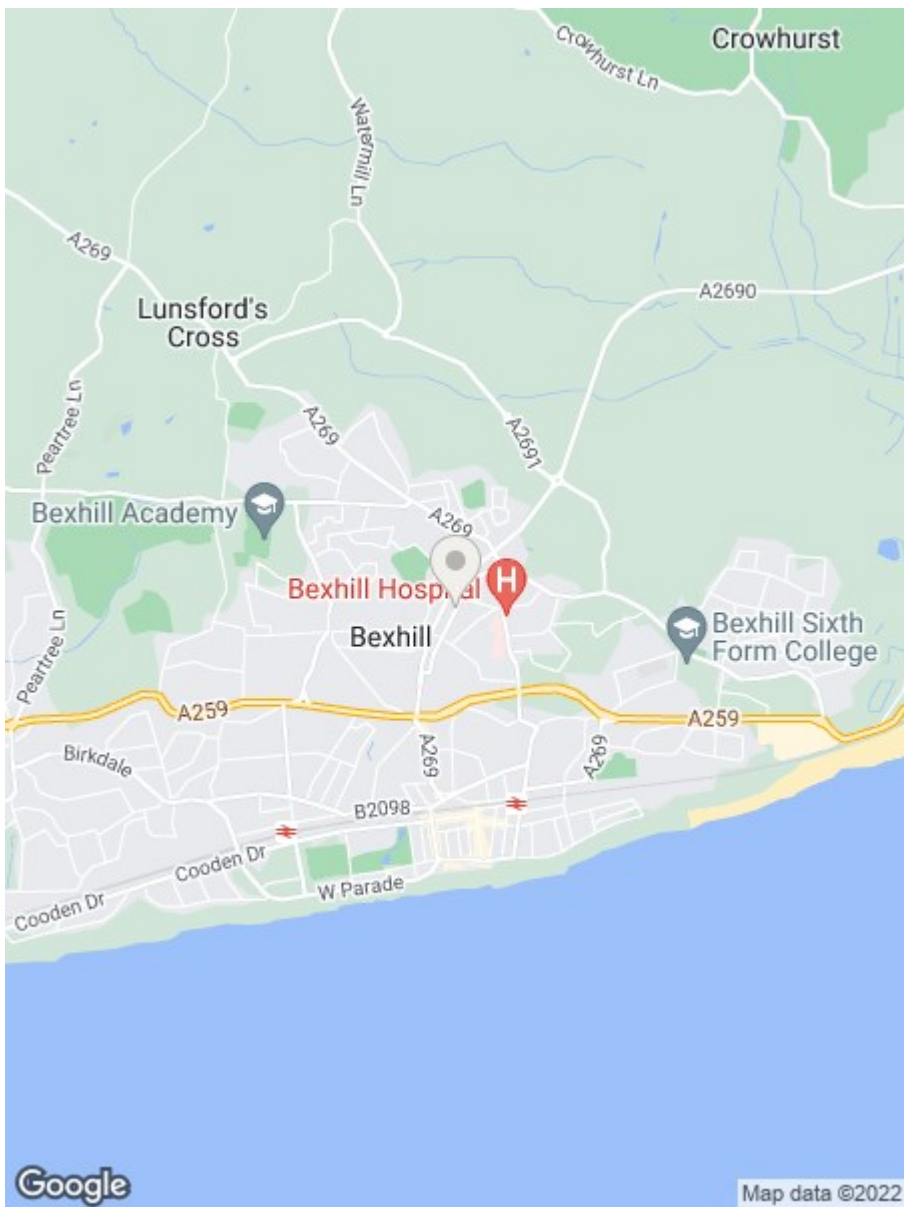 Crowhurst
Crowhurst Ln
Watermill Ln
A269
A2690
Lunsford's
Cross
Peartree Ln
A269
A2691
Bexhill Academy
A269
Bexhill Hospital
H
Bexhill
Bexhill Sixth
Form College
Peartree Ln
A259
A259
Birkdale
A269
A269
B2098
Cooden Dr
W Parade
Cooden Dr
Google
Map data ©2022